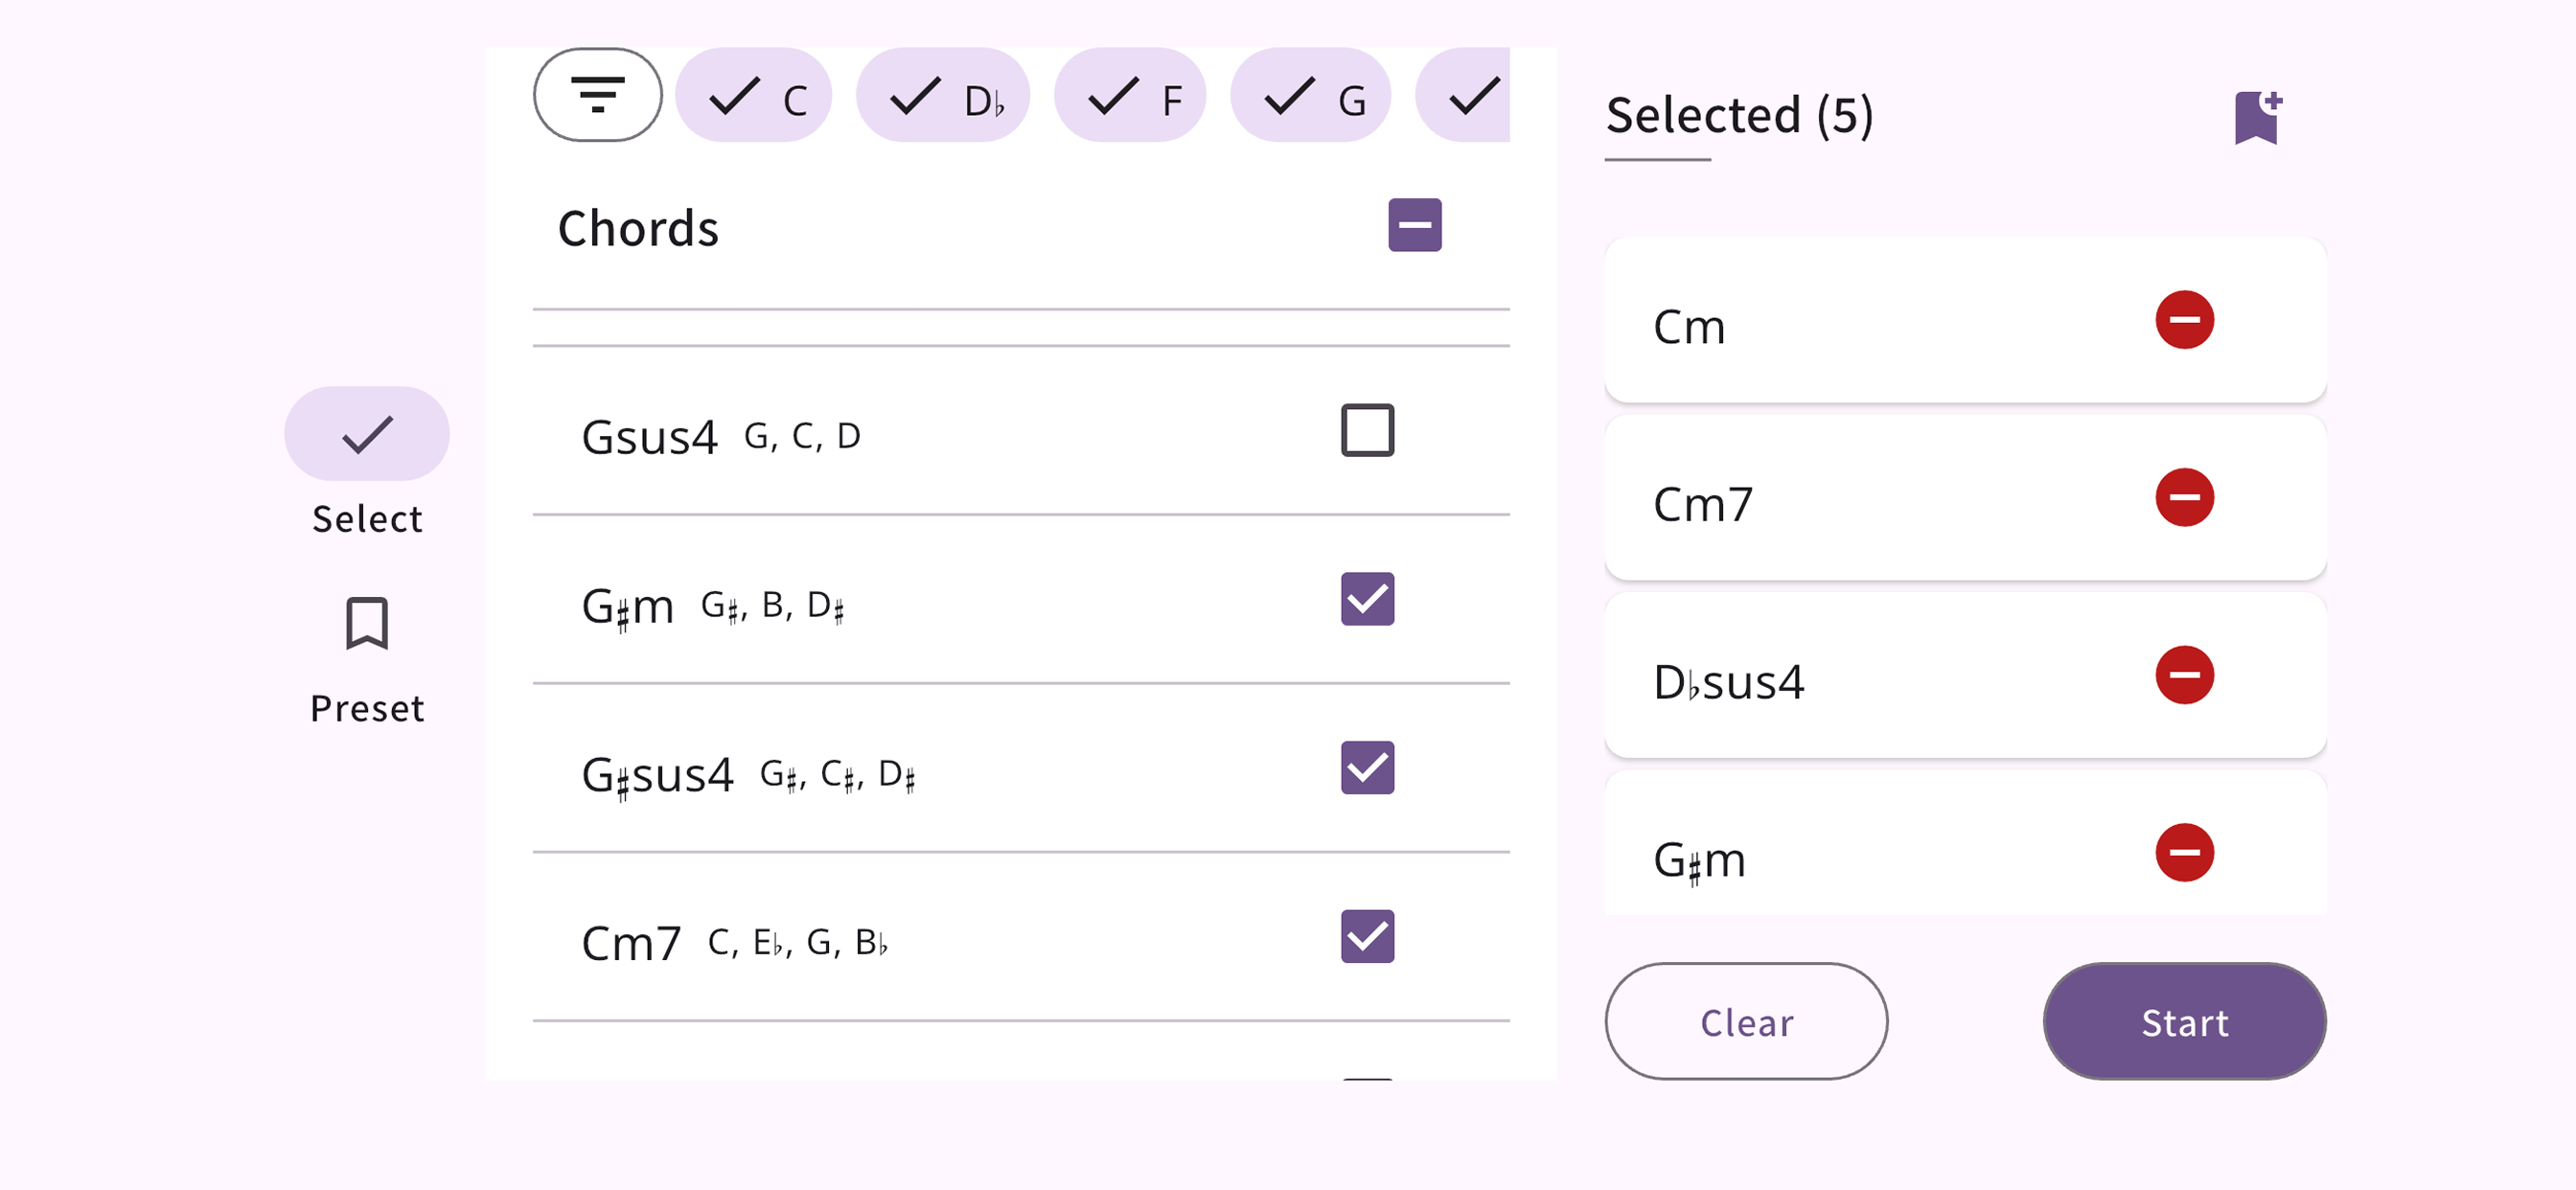 C
D♭
F
G
Chords
Gsus4 G, C, D
G♯m G♯, B, D♯
G♯sus4 G♯, C♯, D♯
Cm7 C, E♭, G, B♭
Select
Preset
Selected (5)
Cm
Cm7
D♭sus4
G♯m
Clear
Start